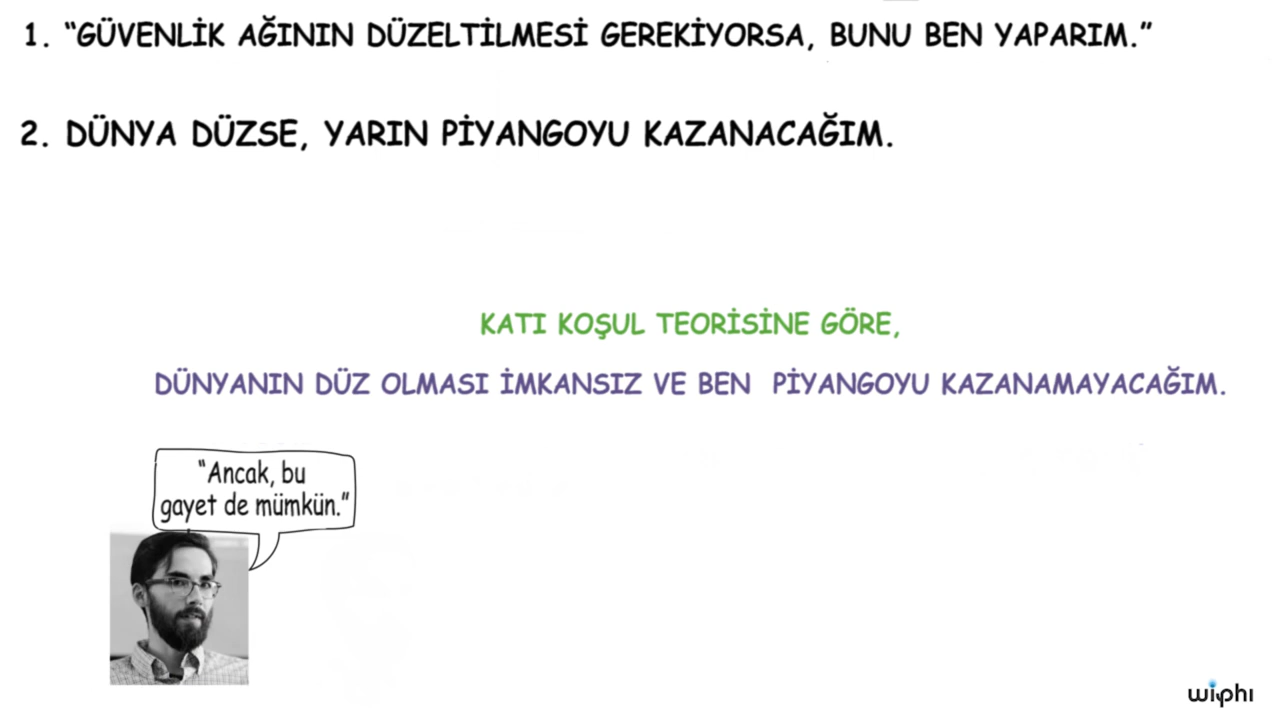 1. “GÜVENLİK AĞININ DÜZELTİLMESİ GEREKİYORSA, BUNU BEN YAPARIM.”
2. DÜNYA DÜZSE, YARIN PİYANGOYU KAZANACAĞIM.
KATI KOŞUL TEORİSİNE GÖRE,
DÜNYANIN DÜZ OLMASI İMKANSIZ VE BEN PİYANGOYU KAZANAMAYACAĞIM.
“Ancak, bu
gayet de mümkün.”
wiφhı